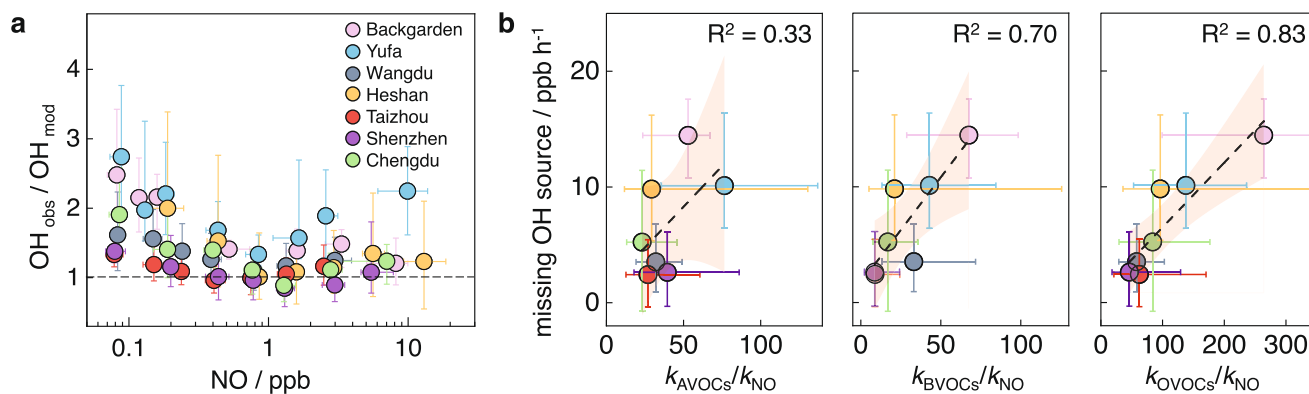 a
OHobs / OHmod
4
3
2
1
0.1 1 10
NO / ppb
Backgarden
Yufa
Wangdu
Heshan
Taizhou
Shenzhen
Chengdu
b
missing OH source / ppb h⁻¹
20
10
0
R² = 0.33
0 50 100
kAVOCs/kNO
R² = 0.70
0 50 100
kBVOCs/kNO
R² = 0.83
0 100 200 300
kOVOCs/kNO